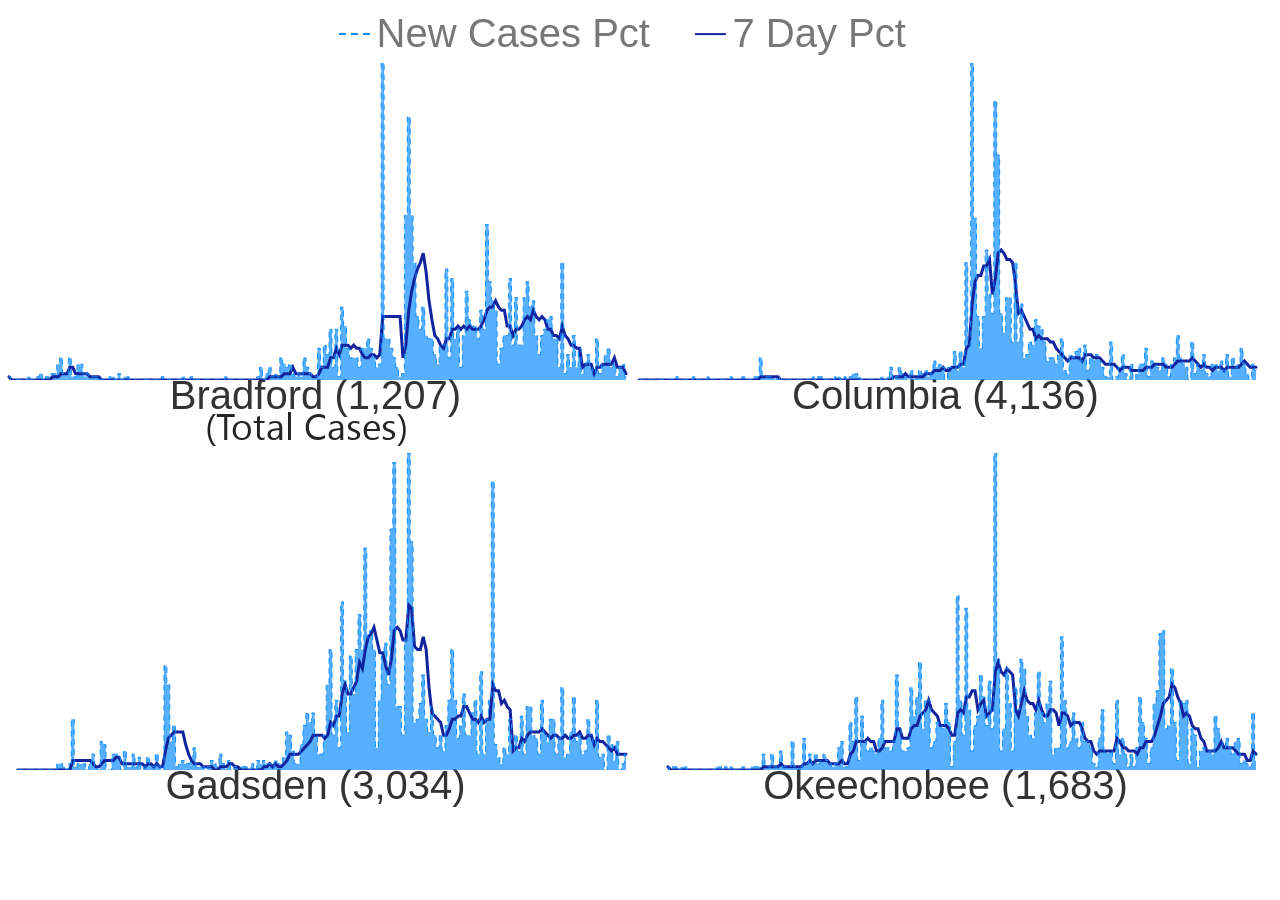 New Cases Pct 7 Day Pct
Bradford (1,207) Columbia (4,136)
(Total Cases)
Gadsden (3,034) Okeechobee (1,683)